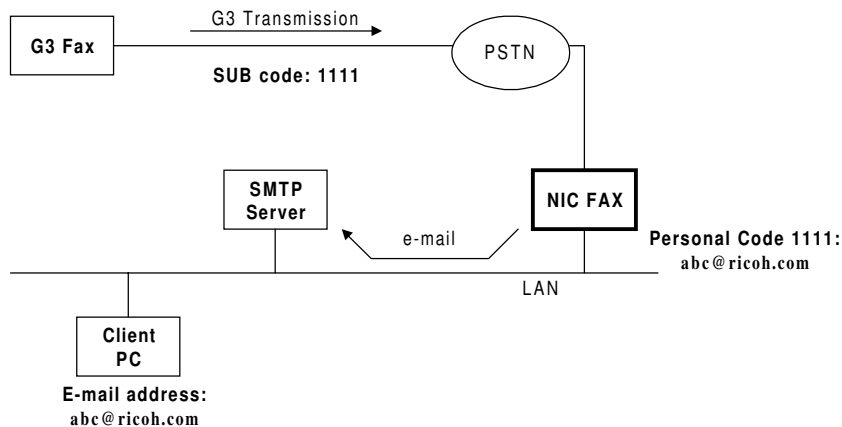 G3 Transmission
G3 Fax
PSTN
SUB code: 1111
SMTP
Server
NIC FAX
e-mail
Personal Code 1111:
abc@ricoh.com
LAN
Client
PC
E-mail address:
abc@ricoh.com